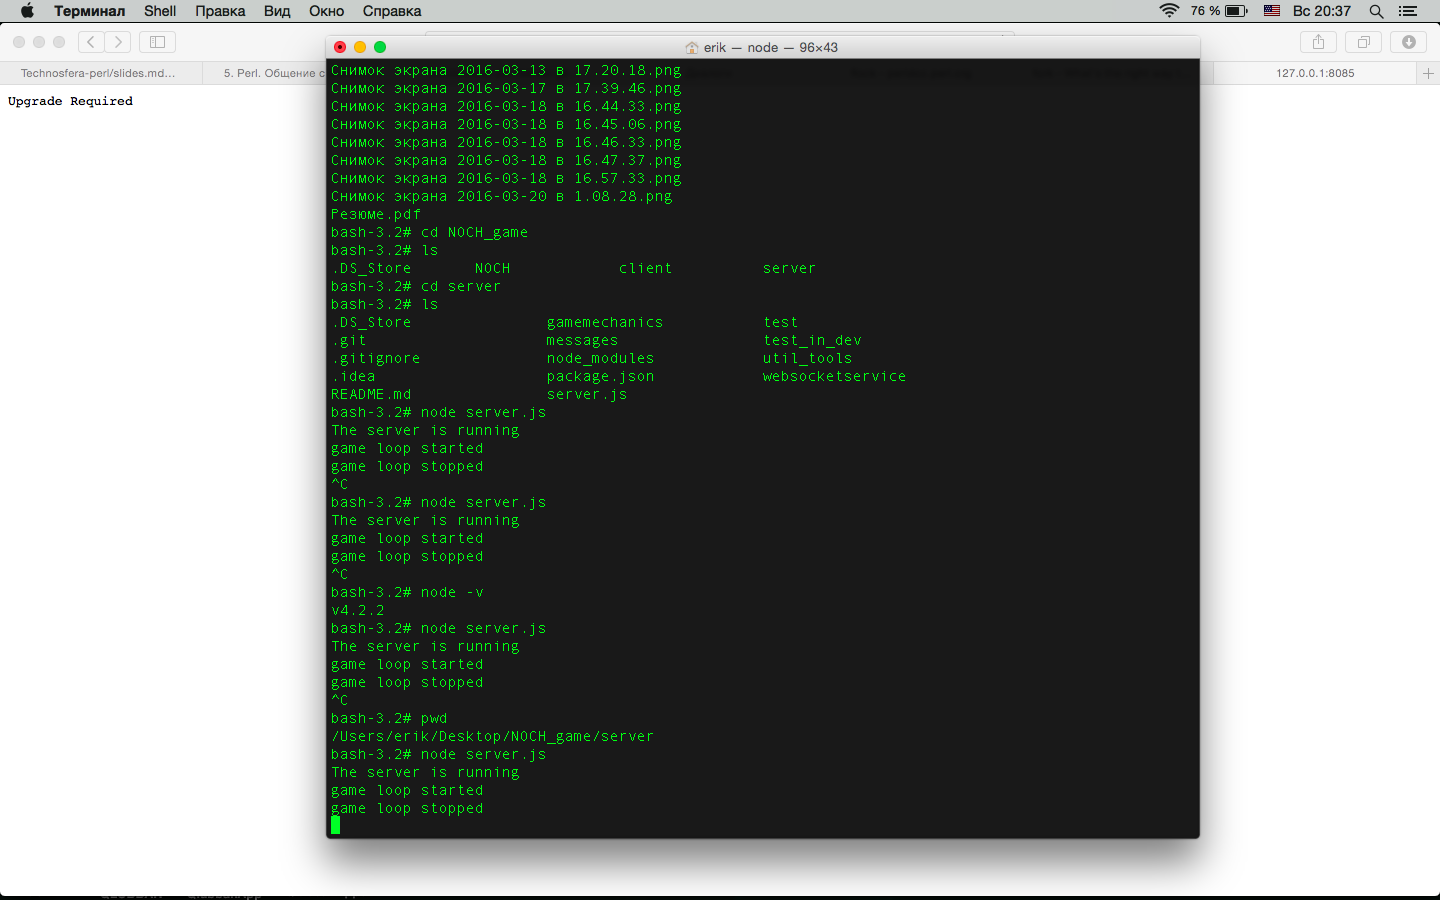 Терминал Shell Правка Вид Окно Справка 76 % Вс 20:37
erik — node — 96×43
Technosfera-perl/slides.md... 5. Perl. Общение с 127.0.0.1:8085
Upgrade Required
Снимок экрана 2016-03-13 в 17.20.18.png
Снимок экрана 2016-03-17 в 17.39.46.png
Снимок экрана 2016-03-18 в 16.44.33.png
Снимок экрана 2016-03-18 в 16.45.06.png
Снимок экрана 2016-03-18 в 16.46.33.png
Снимок экрана 2016-03-18 в 16.47.37.png
Снимок экрана 2016-03-18 в 16.57.33.png
Снимок экрана 2016-03-20 в 1.08.28.png
Резюме.pdf
bash-3.2# cd NOCH_game
bash-3.2# ls
.DS_Store NOCH client server
bash-3.2# cd server
bash-3.2# ls
.DS_Store gamemechanics test
.git messages test_in_dev
.gitignore node_modules util_tools
.idea package.json websocketservice
README.md server.js
bash-3.2# node server.js
The server is running
game loop started
game loop stopped
^C
bash-3.2# node server.js
The server is running
game loop started
game loop stopped
^C
bash-3.2# node -v
v4.2.2
bash-3.2# node server.js
The server is running
game loop started
game loop stopped
^C
bash-3.2# pwd
/Users/erik/Desktop/NOCH_game/server
bash-3.2# node server.js
The server is running
game loop started
game loop stopped